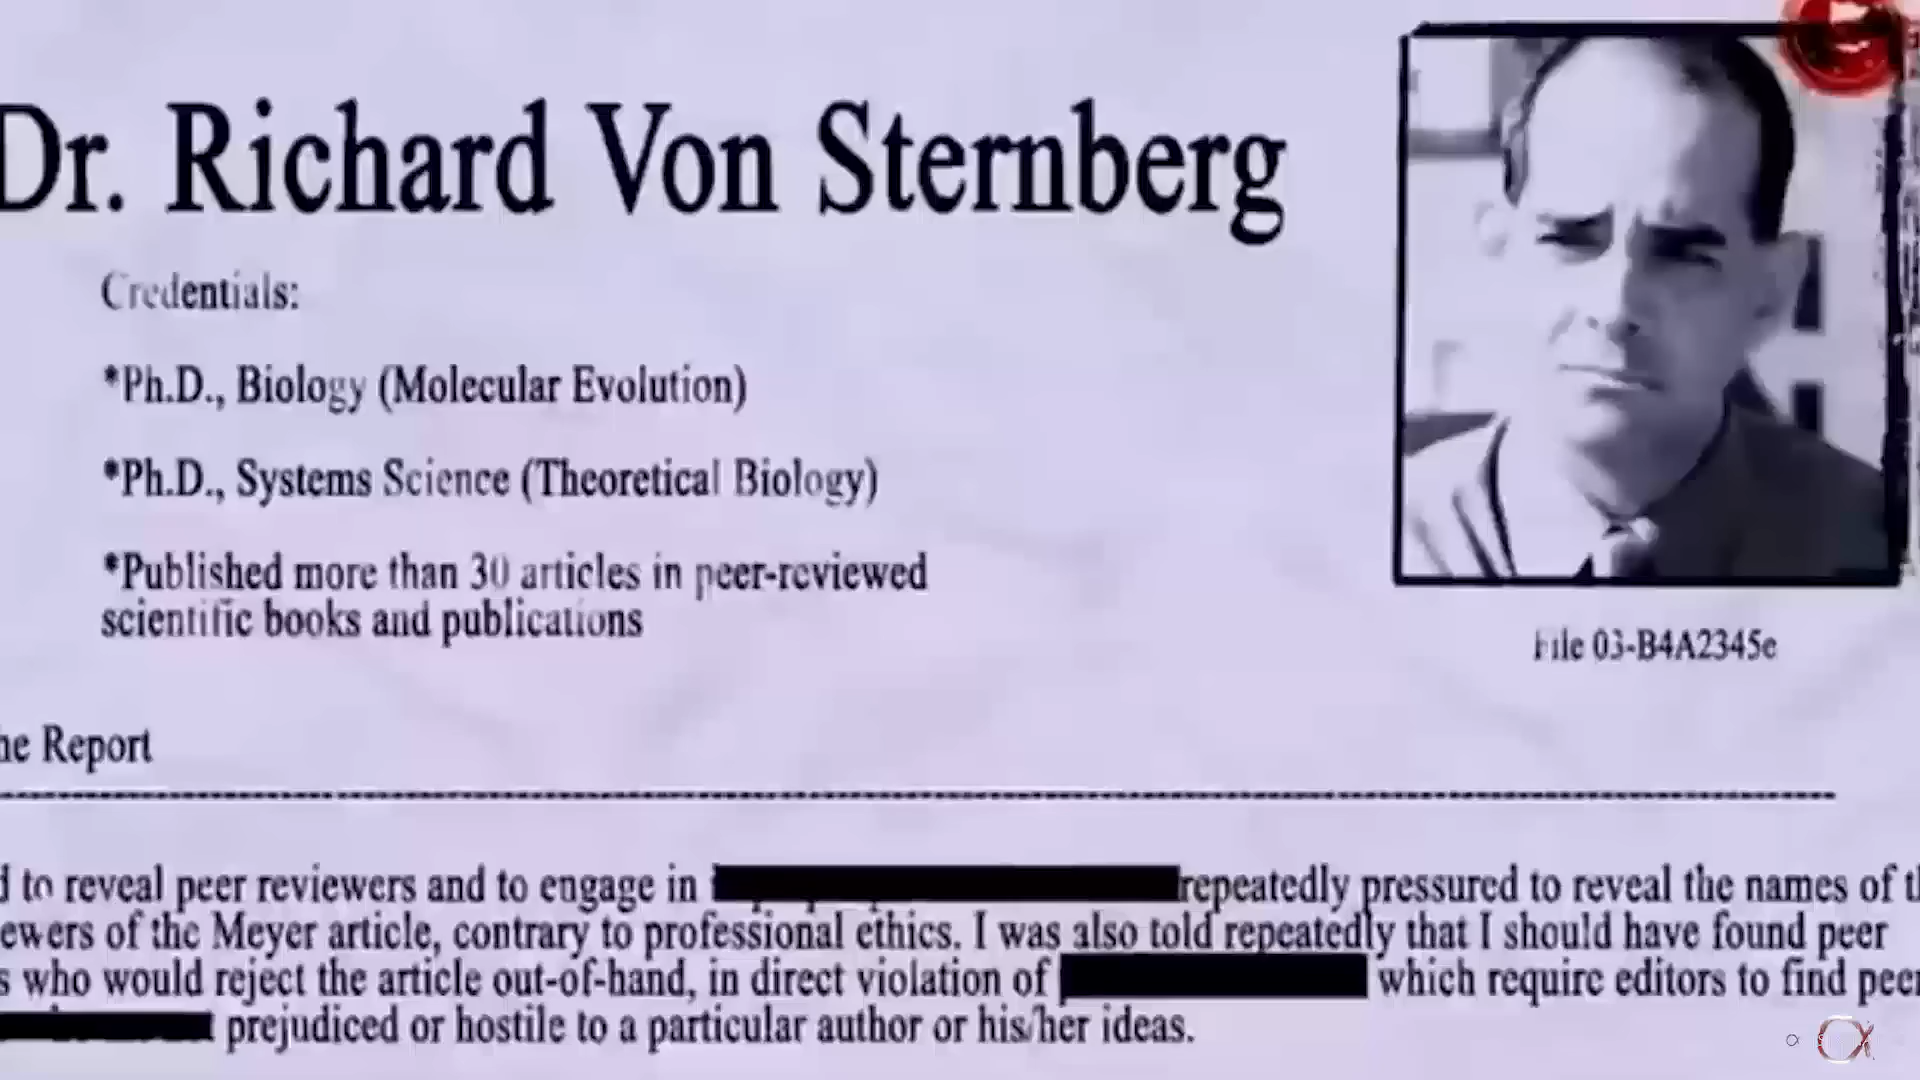 Dr. Richard Von Sternberg
Credentials:
*Ph.D., Biology (Molecular Evolution)
*Ph.D., Systems Science (Theoretical Biology)
*Published more than 30 articles in peer-reviewed
scientific books and publications
File 03-B4A2345e
he Report
d to reveal peer reviewers and to engage in repeatedly pressured to reveal the names of th
ewers of the Meyer article, contrary to professional ethics. I was also told repeatedly that I should have found peer
s who would reject the article out-of-hand, in direct violation of which require editors to find peer
prejudiced or hostile to a particular author or his/her ideas.